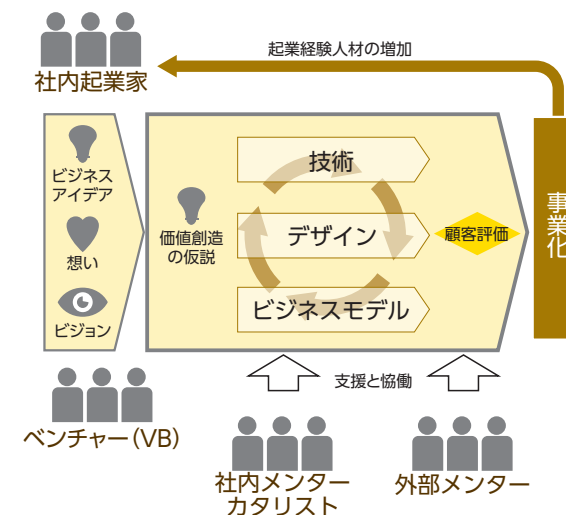 起業経験人材の増加
社内起業家
ビジネス
アイデア
想い
ビジョン
価値創造
の仮説
技術
デザイン
ビジネスモデル
顧客評価
事業化
支援と協働
ベンチャー(VB)
社内メンター
カタリスト
外部メンター